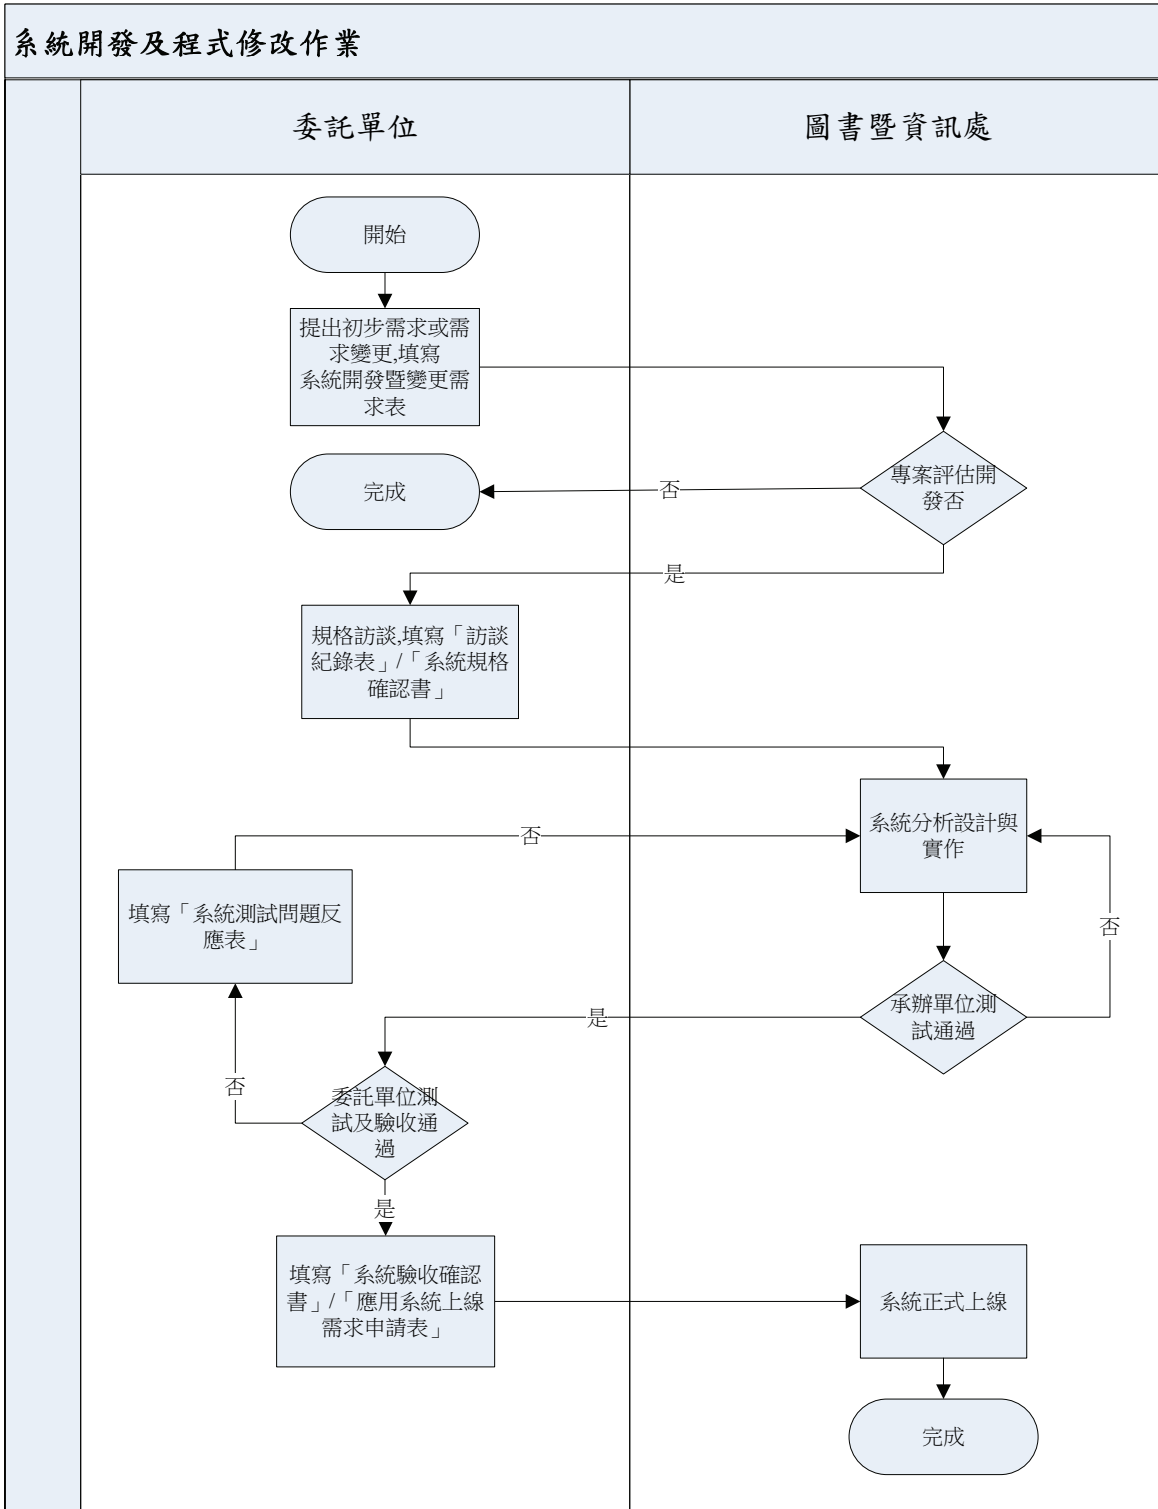 系統開發及程式修改作業
委託單位
圖書暨資訊處
開始
提出初步需求或需
求變更,填寫
系統開發暨變更需
求表
專案評估開
發否
否
完成
是
規格訪談,填寫「訪談
紀錄表」/「系統規格
確認書」
系統分析設計與
實作
否
填寫「系統測試問題反
應表」
否
承辦單位測
試通過
是
委託單位測
試及驗收通
過
否
是
填寫「系統驗收確認
書」/「應用系統上線
需求申請表」
系統正式上線
完成